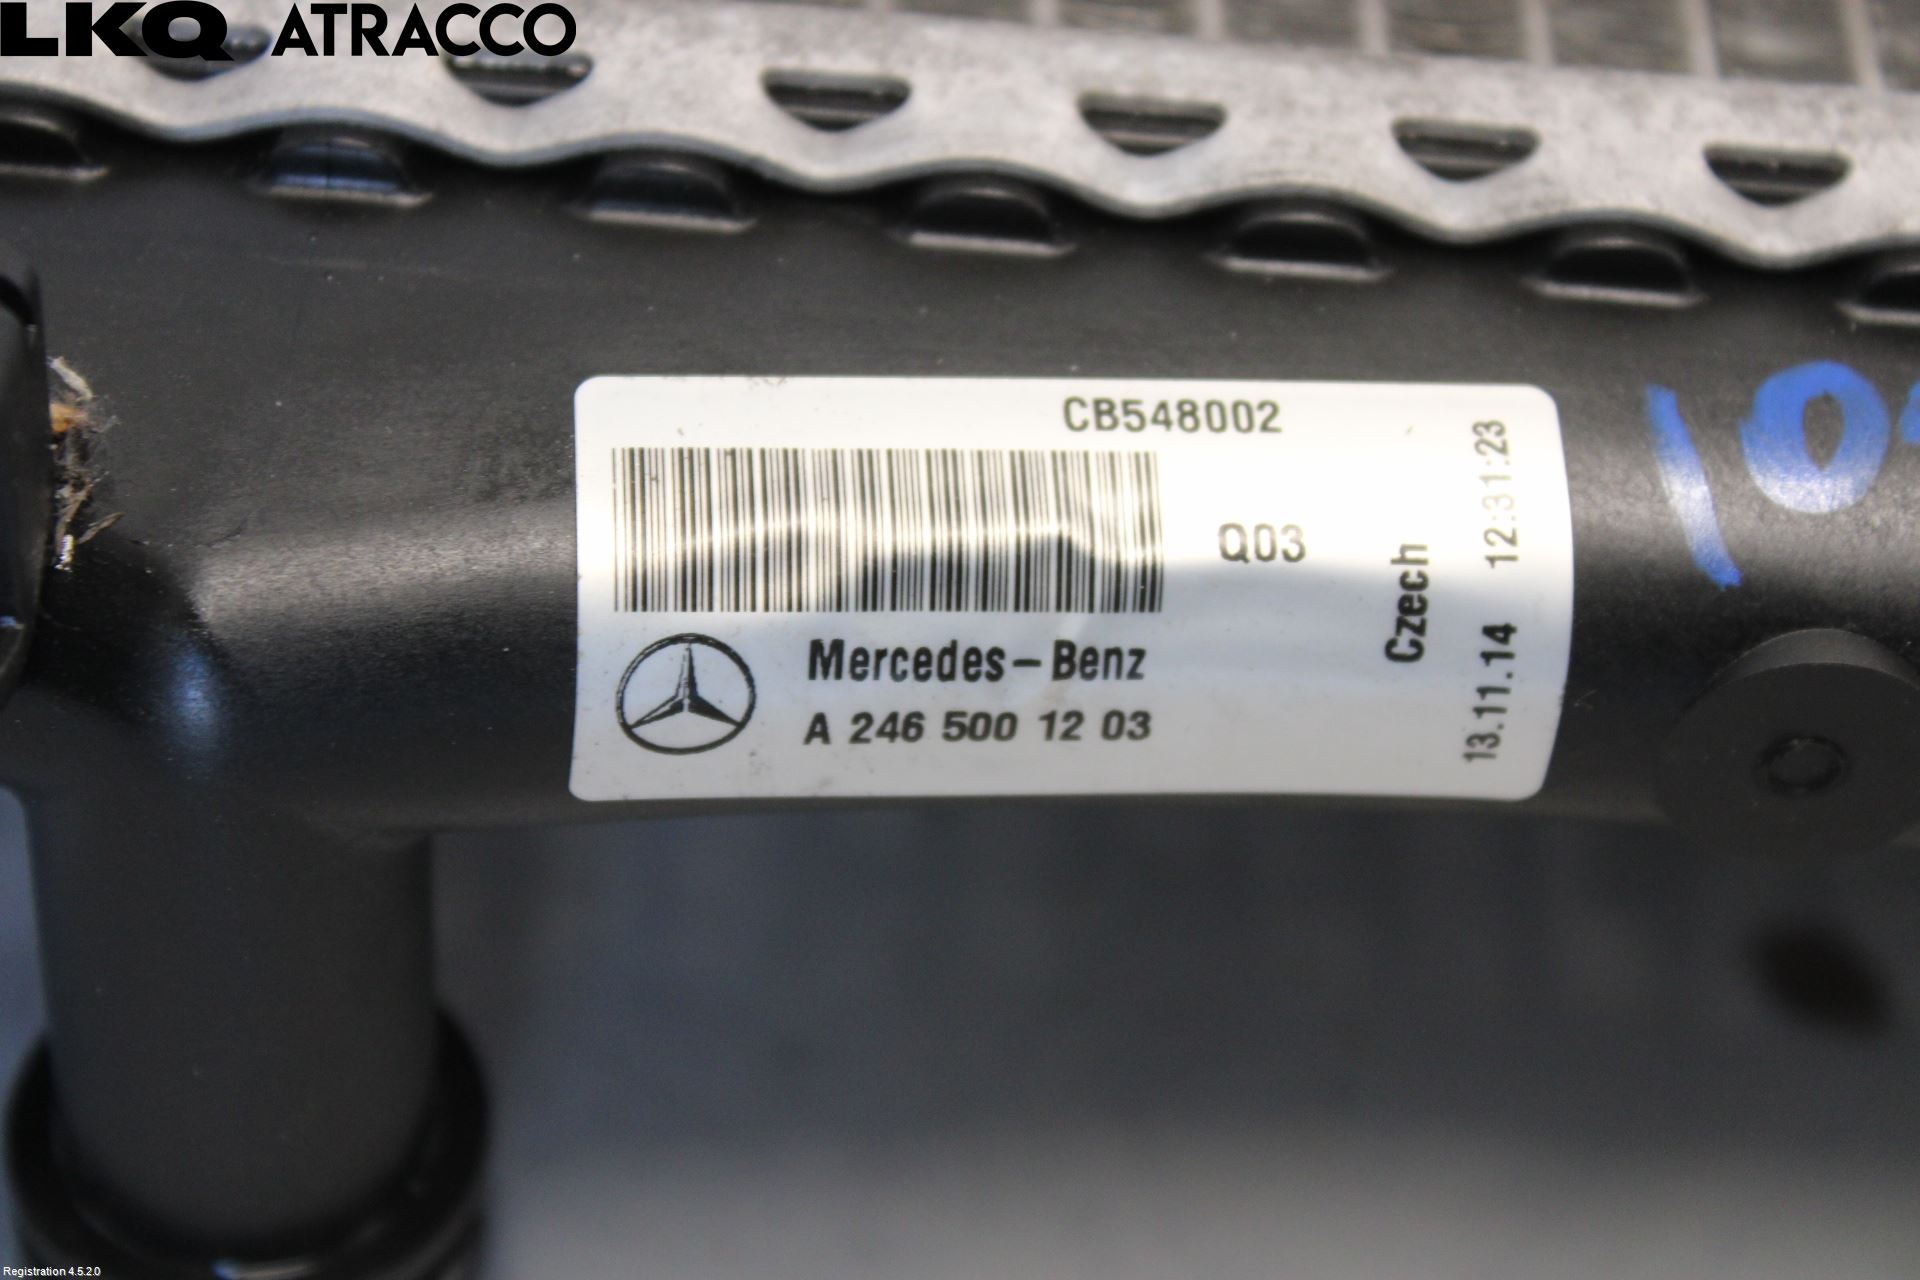 LKQ ATRACCO
CB548002
Q03
Czech
13.11.14 12:31:23
Mercedes-Benz
A 246 500 12 03
Registration 4.5.2.0